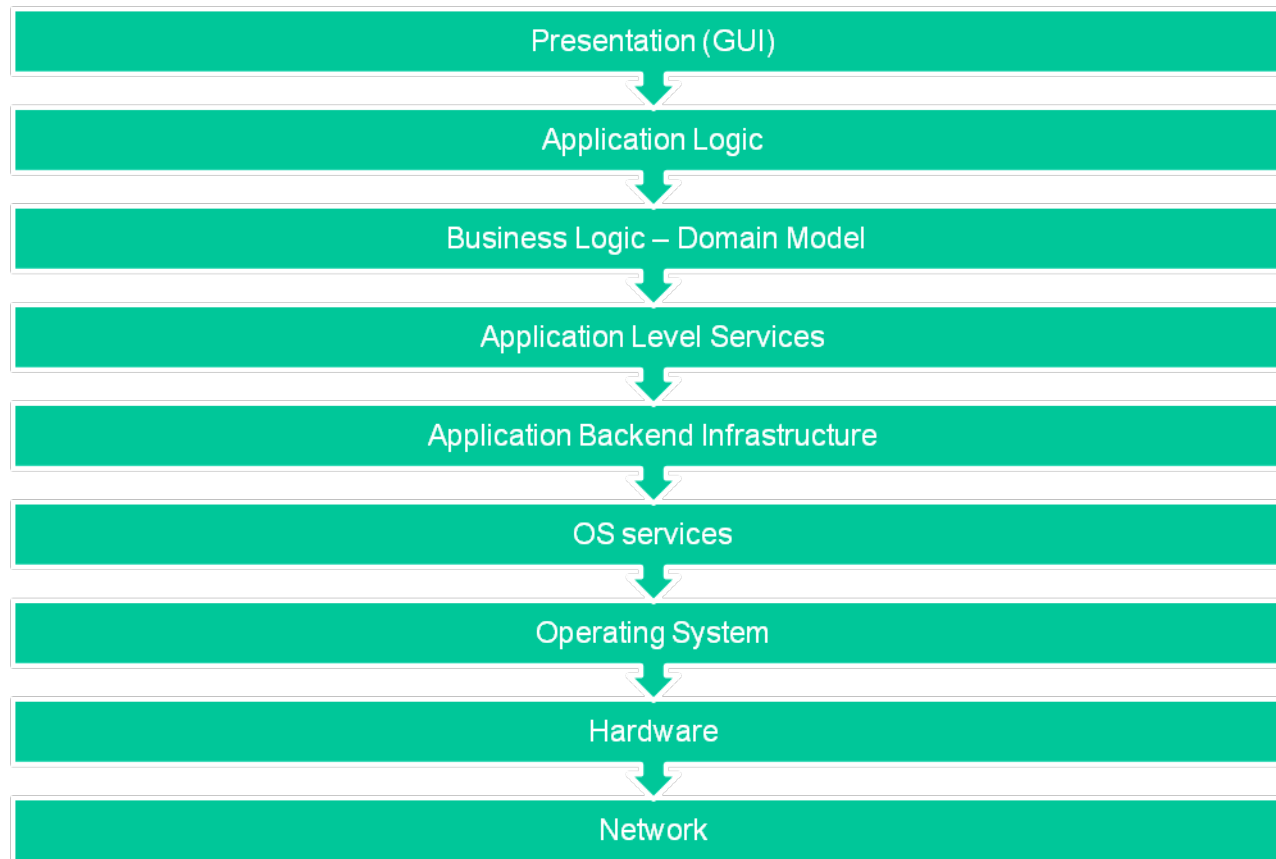 Presentation (GUI)
Application Logic
Business Logic – Domain Model
Application Level Services
Application Backend Infrastructure
OS services
Operating System
Hardware
Network